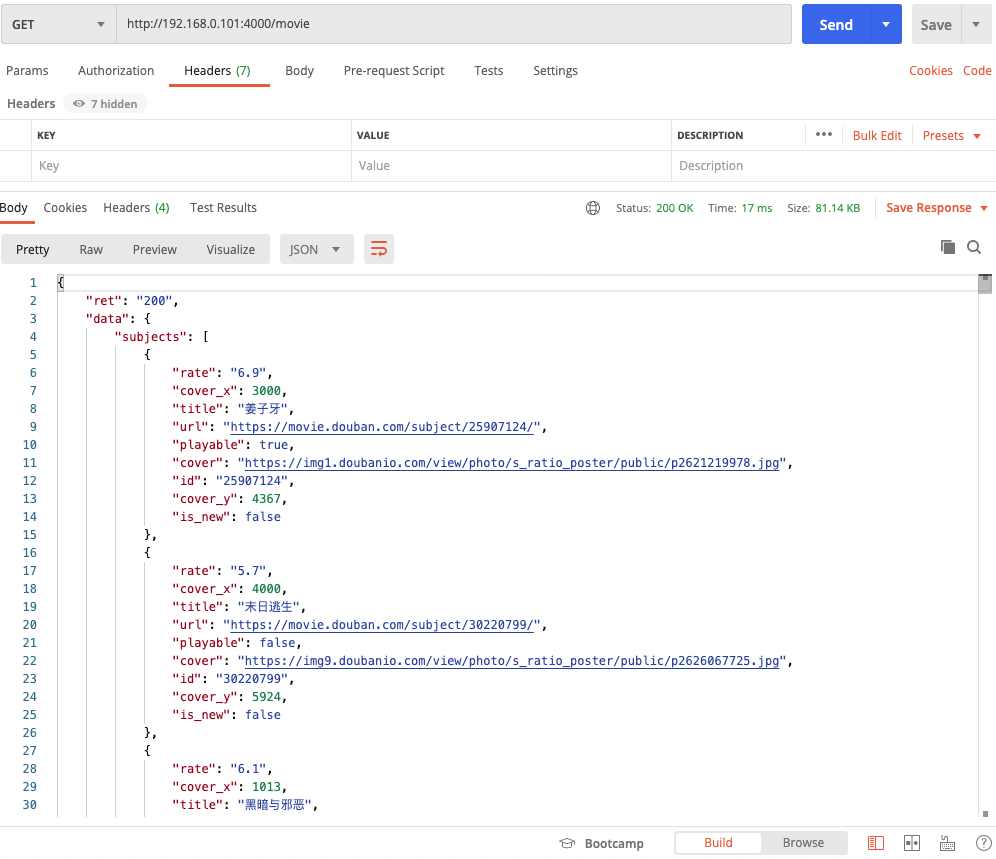 GET http://192.168.0.101:4000/movie Send Save
Params Authorization Headers (7) Body Pre-request Script Tests Settings Cookies Code
Headers 7 hidden
KEY VALUE DESCRIPTION ••• Bulk Edit Presets
Key Value Description
Body Cookies Headers (4) Test Results Status: 200 OK Time: 17 ms Size: 81.14 KB Save Response
Pretty Raw Preview Visualize JSON
1 {
2 "ret": "200",
3 "data": {
4 "subjects": [
5 {
6 "rate": "6.9",
7 "cover_x": 3000,
8 "title": "姜子牙",
9 "url": "https://movie.douban.com/subject/25907124/",
10 "playable": true,
11 "cover": "https://img1.doubanio.com/view/photo/s_ratio_poster/public/p2621219978.jpg",
12 "id": "25907124",
13 "cover_y": 4367,
14 "is_new": false
15 },
16 {
17 "rate": "5.7",
18 "cover_x": 4000,
19 "title": "末日逃生",
20 "url": "https://movie.douban.com/subject/30220799/",
21 "playable": false,
22 "cover": "https://img9.doubanio.com/view/photo/s_ratio_poster/public/p2626067725.jpg",
23 "id": "30220799",
24 "cover_y": 5924,
25 "is_new": false
26 },
27 {
28 "rate": "6.1",
29 "cover_x": 1013,
30 "title": "黑暗与邪恶",
Bootcamp Build Browse ?